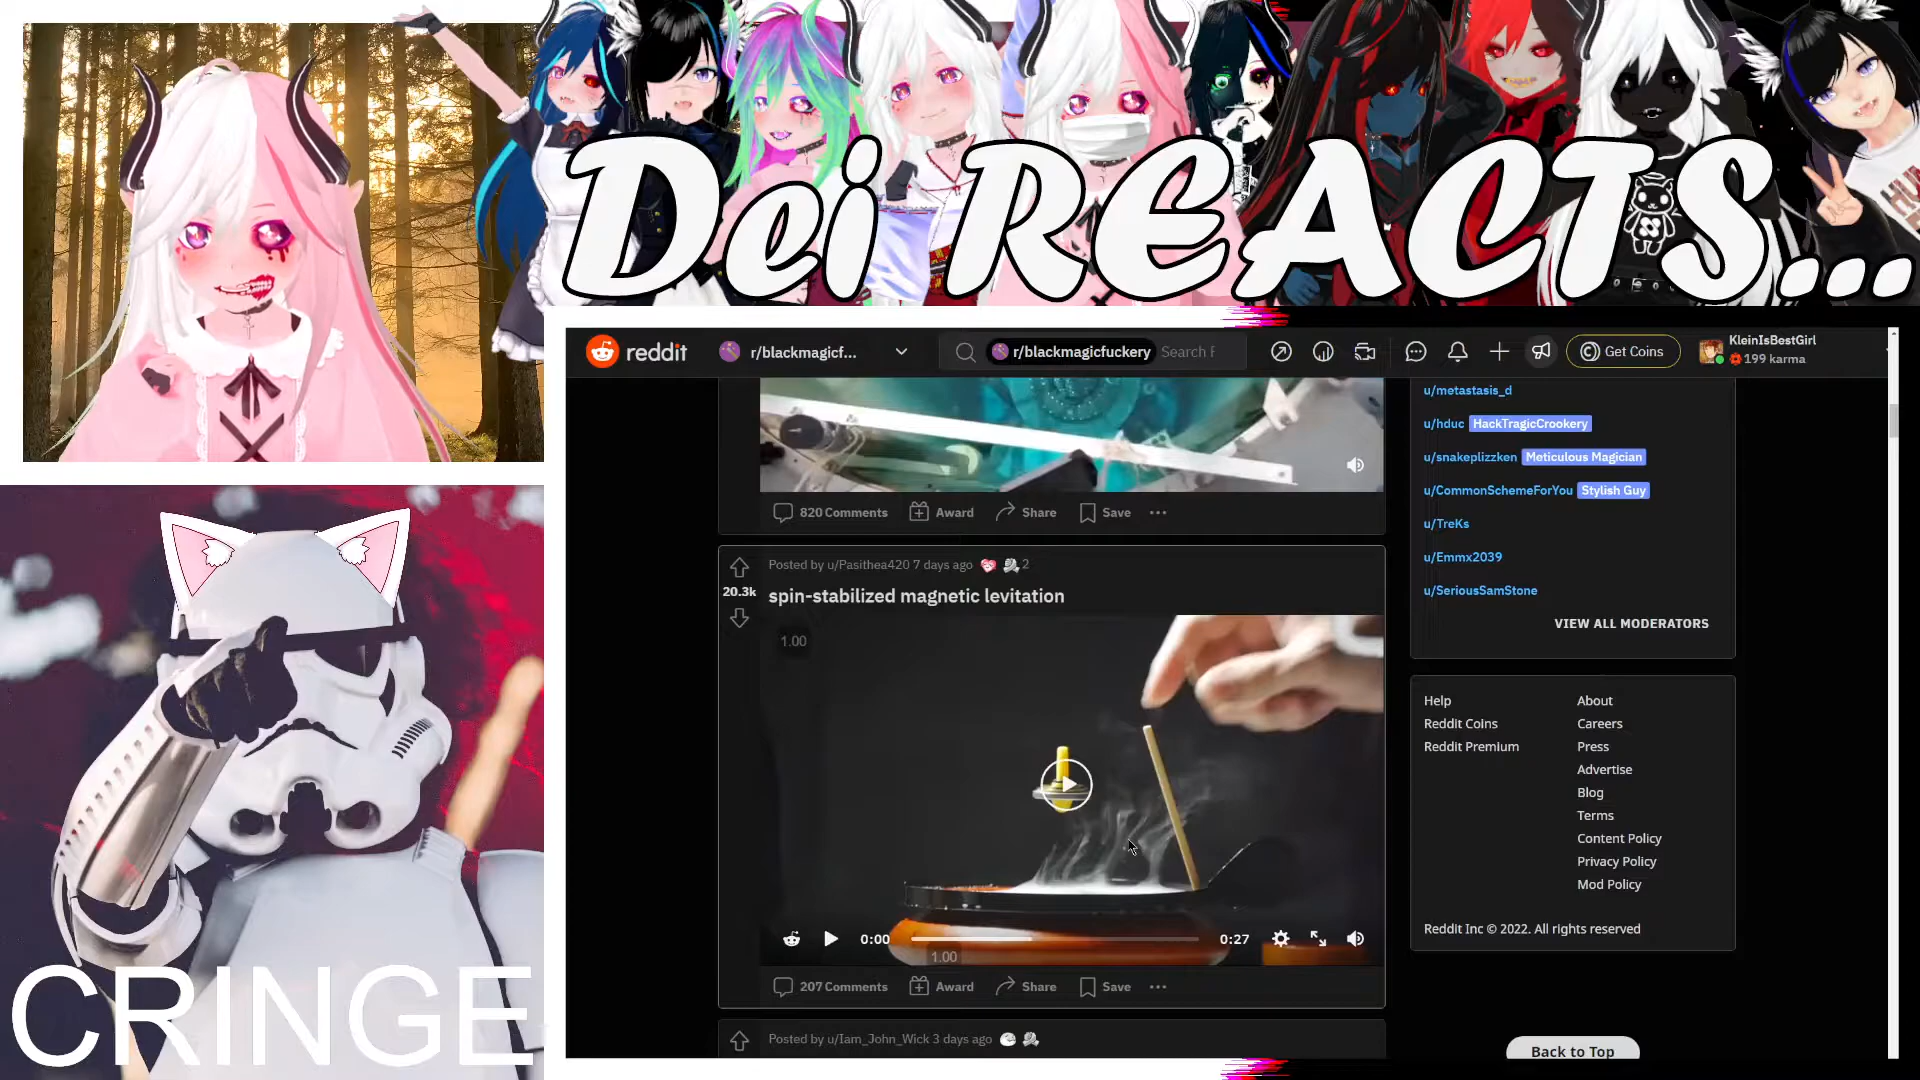 Dei REACTS...
reddit
r/blackmagicf...
r/blackmagicfuckery
Search r
Get Coins
KleinIsBestGirl
199 karma
820 Comments
Award
Share
Save
Posted by u/Pasithea420 7 days ago
2
20.3k
spin-stabilized magnetic levitation
1.00
0:00
0:27
1.00
207 Comments
Award
Share
Save
Posted by u/Iam_John_Wick 3 days ago
u/metastasis_d
u/hduc HackTragicCrookery
u/snakeplizzken Meticulous Magician
u/CommonSchemeForYou Stylish Guy
u/TreKs
u/Emmx2039
u/SeriousSamStone
VIEW ALL MODERATORS
Help
About
Reddit Coins
Careers
Reddit Premium
Press
Advertise
Blog
Terms
Content Policy
Privacy Policy
Mod Policy
Reddit Inc © 2022. All rights reserved
Back to Top
CRINGE